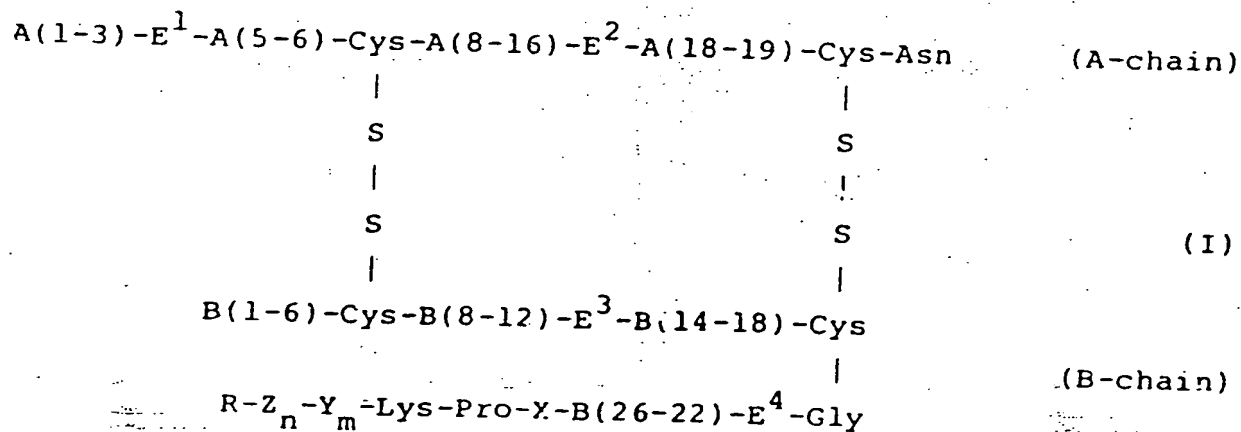 A(1-3)-E¹-A(5-6)-Cys-A(8-16)-E²-A(18-19)-Cys-Asn (A-chain)
| |
S S
| |
S S (I)
| |
B(1-6)-Cys-B(8-12)-E³-B(14-18)-Cys
| (B-chain)
R-Zn-Ym-Lys-Pro-X-B(26-22)-E⁴-Gly